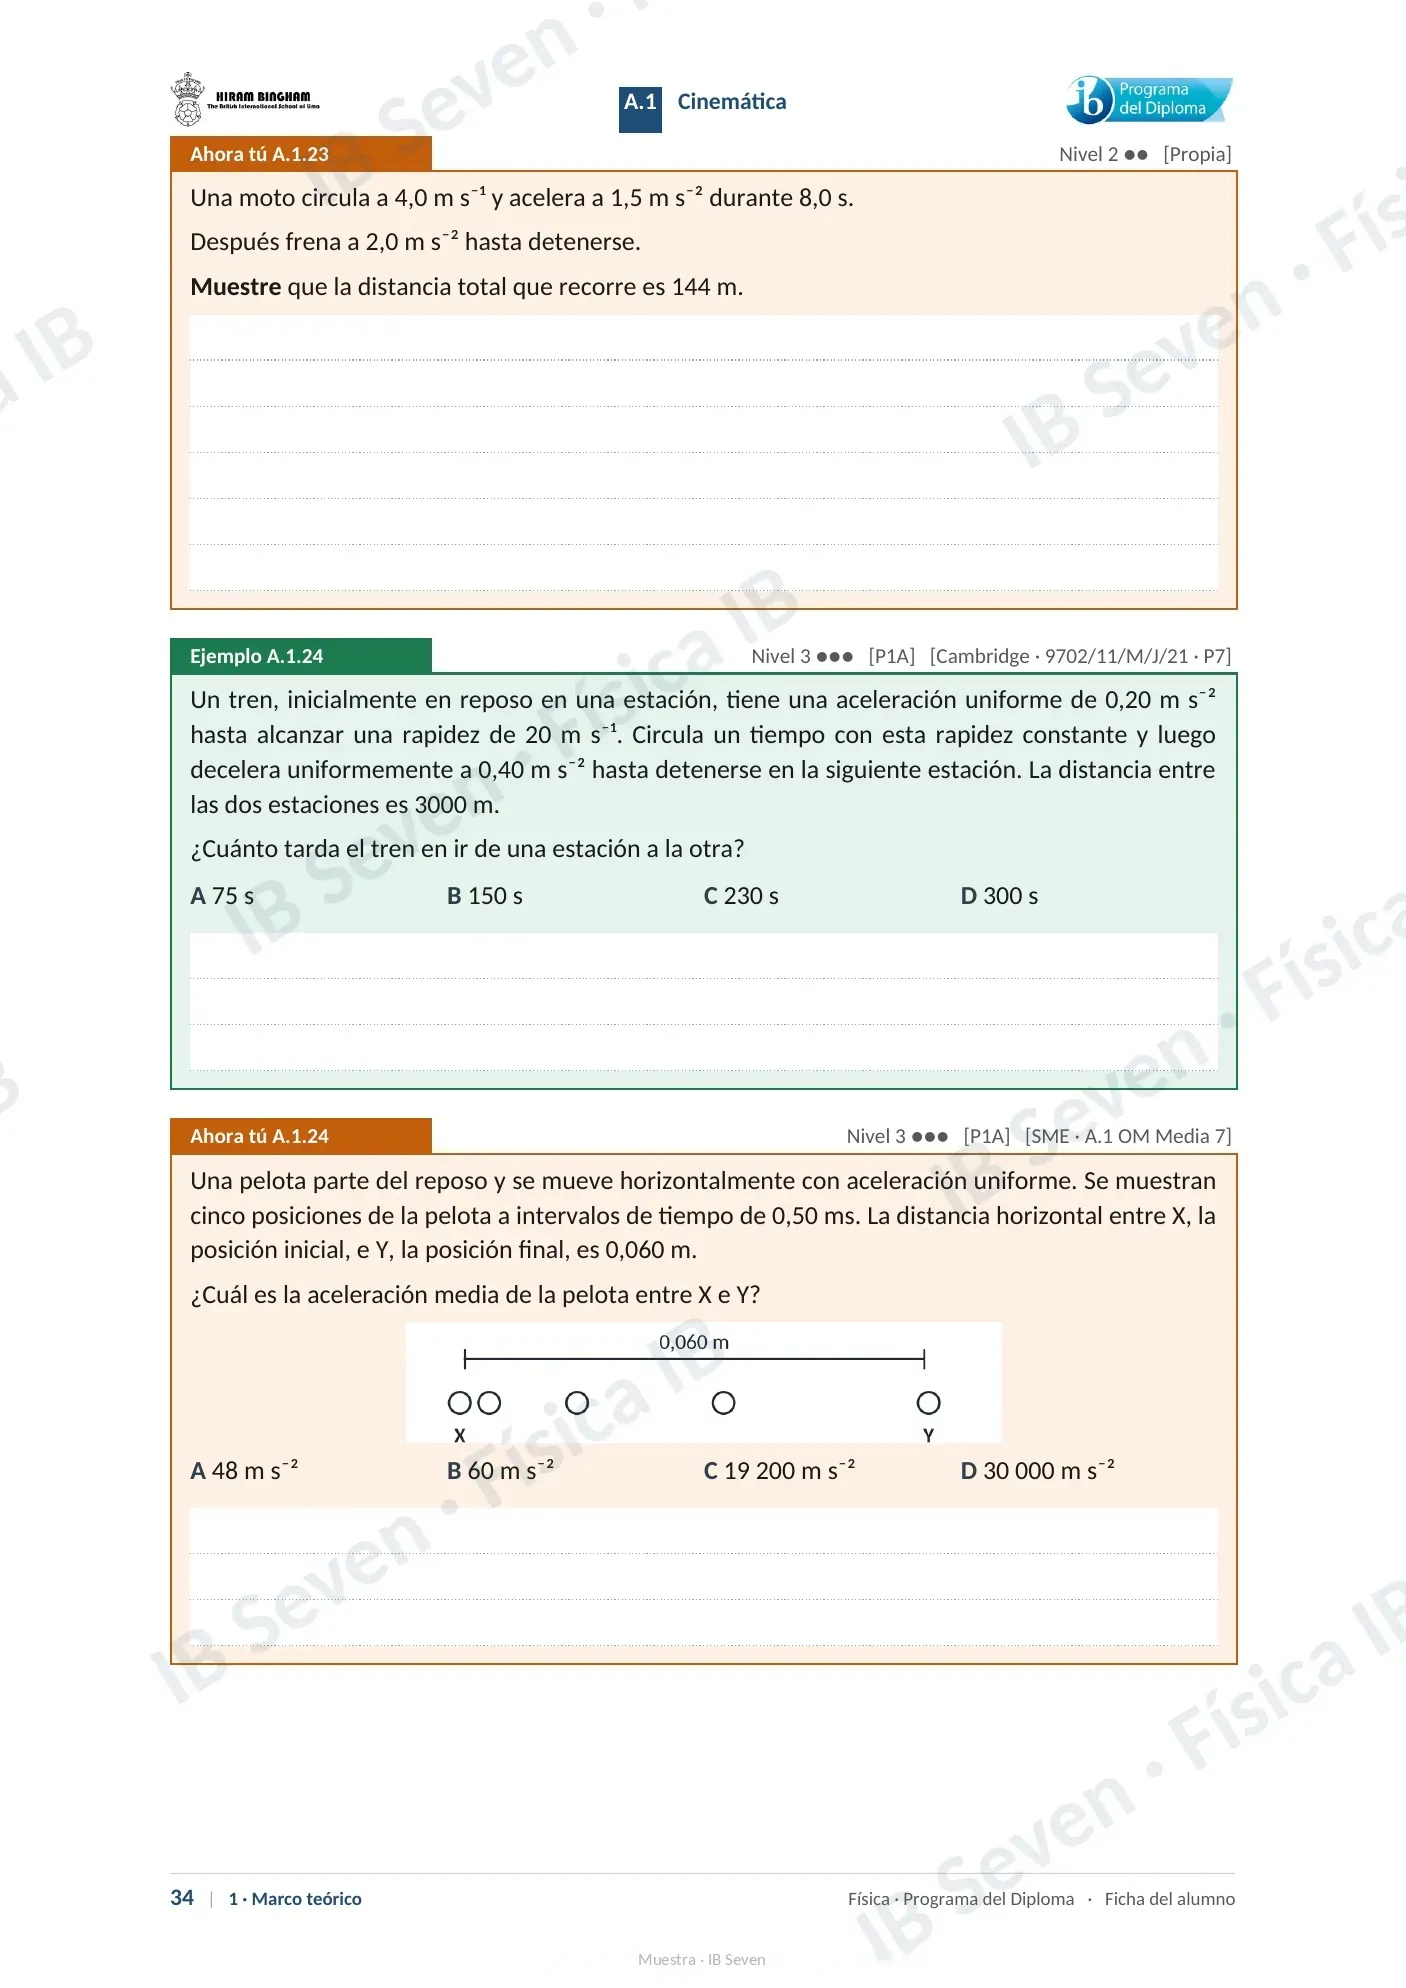 HIRAM BINGHAM
The British International School of Lima
A.1 Cinemática
ib Programa
del Diploma
Ahora tú A.1.23
Nivel 2 ●● [Propia]
Una moto circula a 4,0 m s⁻¹ y acelera a 1,5 m s⁻² durante 8,0 s.
Después frena a 2,0 m s⁻² hasta detenerse.
Muestre que la distancia total que recorre es 144 m.
Ejemplo A.1.24
Nivel 3 ●●● [P1A] [Cambridge · 9702/11/M/J/21 · P7]
Un tren, inicialmente en reposo en una estación, tiene una aceleración uniforme de 0,20 m s⁻²
hasta alcanzar una rapidez de 20 m s⁻¹. Circula un tiempo con esta rapidez constante y luego
decelera uniformemente a 0,40 m s⁻² hasta detenerse en la siguiente estación. La distancia entre
las dos estaciones es 3000 m.
¿Cuánto tarda el tren en ir de una estación a la otra?
A 75 s B 150 s C 230 s D 300 s
Ahora tú A.1.24
Nivel 3 ●●● [P1A] [SME · A.1 OM Media 7]
Una pelota parte del reposo y se mueve horizontalmente con aceleración uniforme. Se muestran
cinco posiciones de la pelota a intervalos de tiempo de 0,50 ms. La distancia horizontal entre X, la
posición inicial, e Y, la posición final, es 0,060 m.
¿Cuál es la aceleración media de la pelota entre X e Y?
0,060 m
X Y
A 48 m s⁻² B 60 m s⁻² C 19 200 m s⁻² D 30 000 m s⁻²
34 | 1 · Marco teórico
Física · Programa del Diploma · Ficha del alumno
Muestra · IB Seven
IB Seven · Física IB